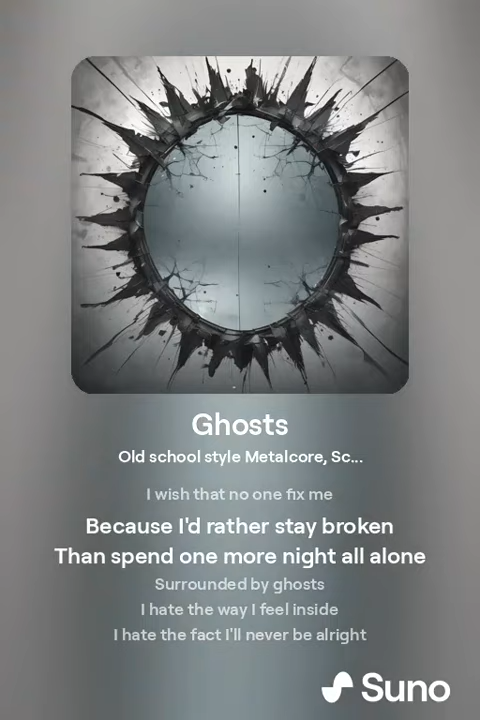 Ghosts
Old school style Metalcore, Sc...
I wish that no one fix me
Because I'd rather stay broken
Than spend one more night all alone
Surrounded by ghosts
I hate the way I feel inside
I hate the fact I'll never be alright
Suno